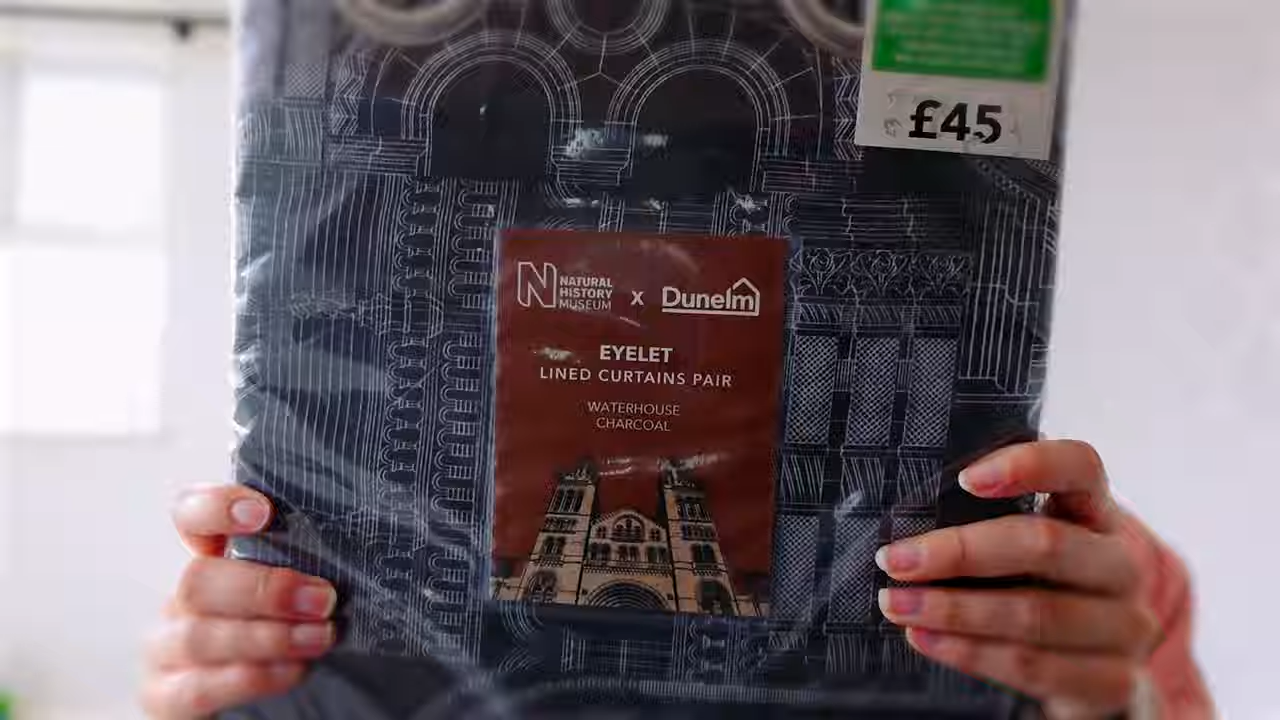 £45
N NATURAL
HISTORY
MUSEUM
x
Dunelm
EYELET
LINED CURTAINS PAIR
WATERHOUSE
CHARCOAL